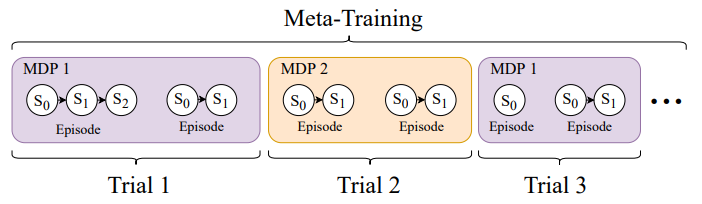 Meta-Training
MDP 1
S0 S1 S2 S0 S1
Episode Episode
MDP 2
S0 S1 S0 S1
Episode Episode
MDP 1
S0 S0 S1
Episode Episode
...
Trial 1 Trial 2 Trial 3